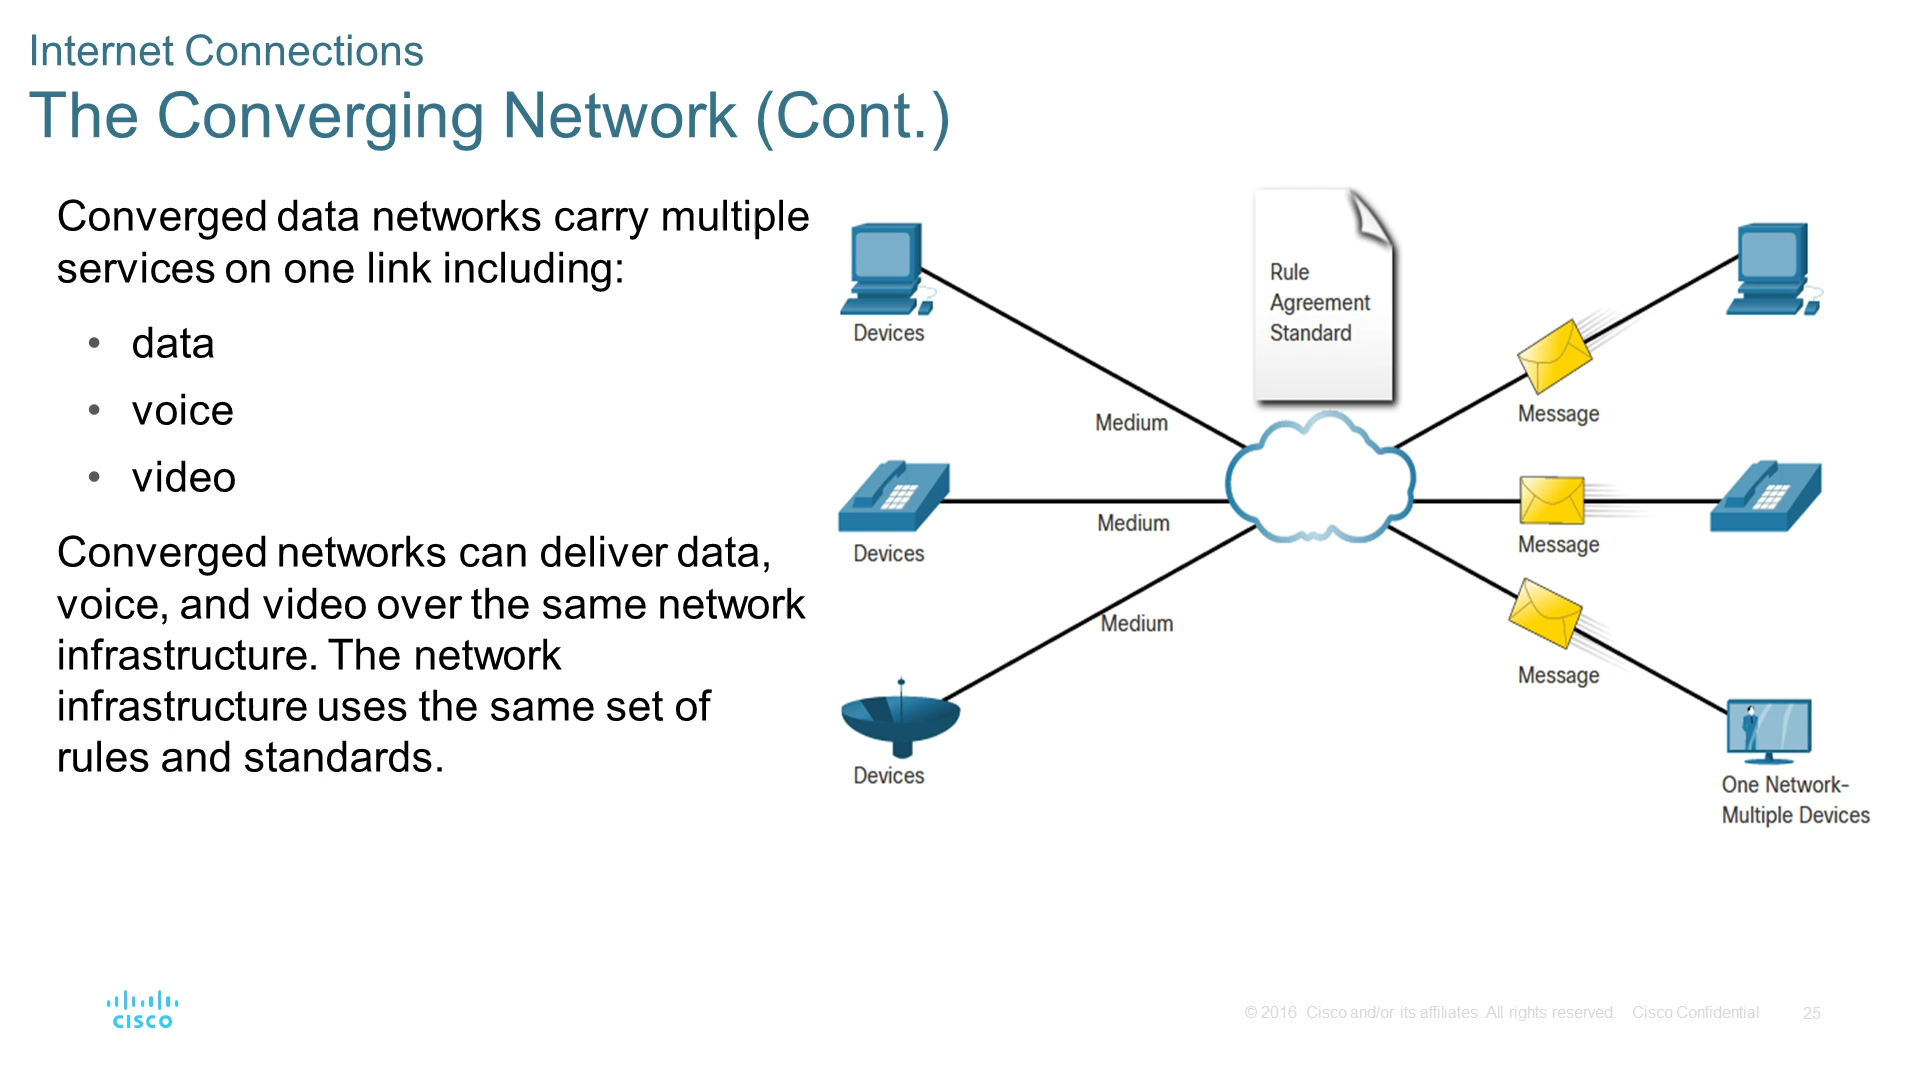 Internet Connections
The Converging Network (Cont.)
Converged data networks carry multiple
services on one link including:
• data
• voice
• video
Converged networks can deliver data,
voice, and video over the same network
infrastructure. The network
infrastructure uses the same set of
rules and standards.
Rule
Agreement
Standard
Devices
Medium
Message
Devices
Medium
Message
Medium
Message
Devices
One Network-
Multiple Devices
CISCO
© 2016 Cisco and/or its affiliates. All rights reserved. Cisco Confidential 25